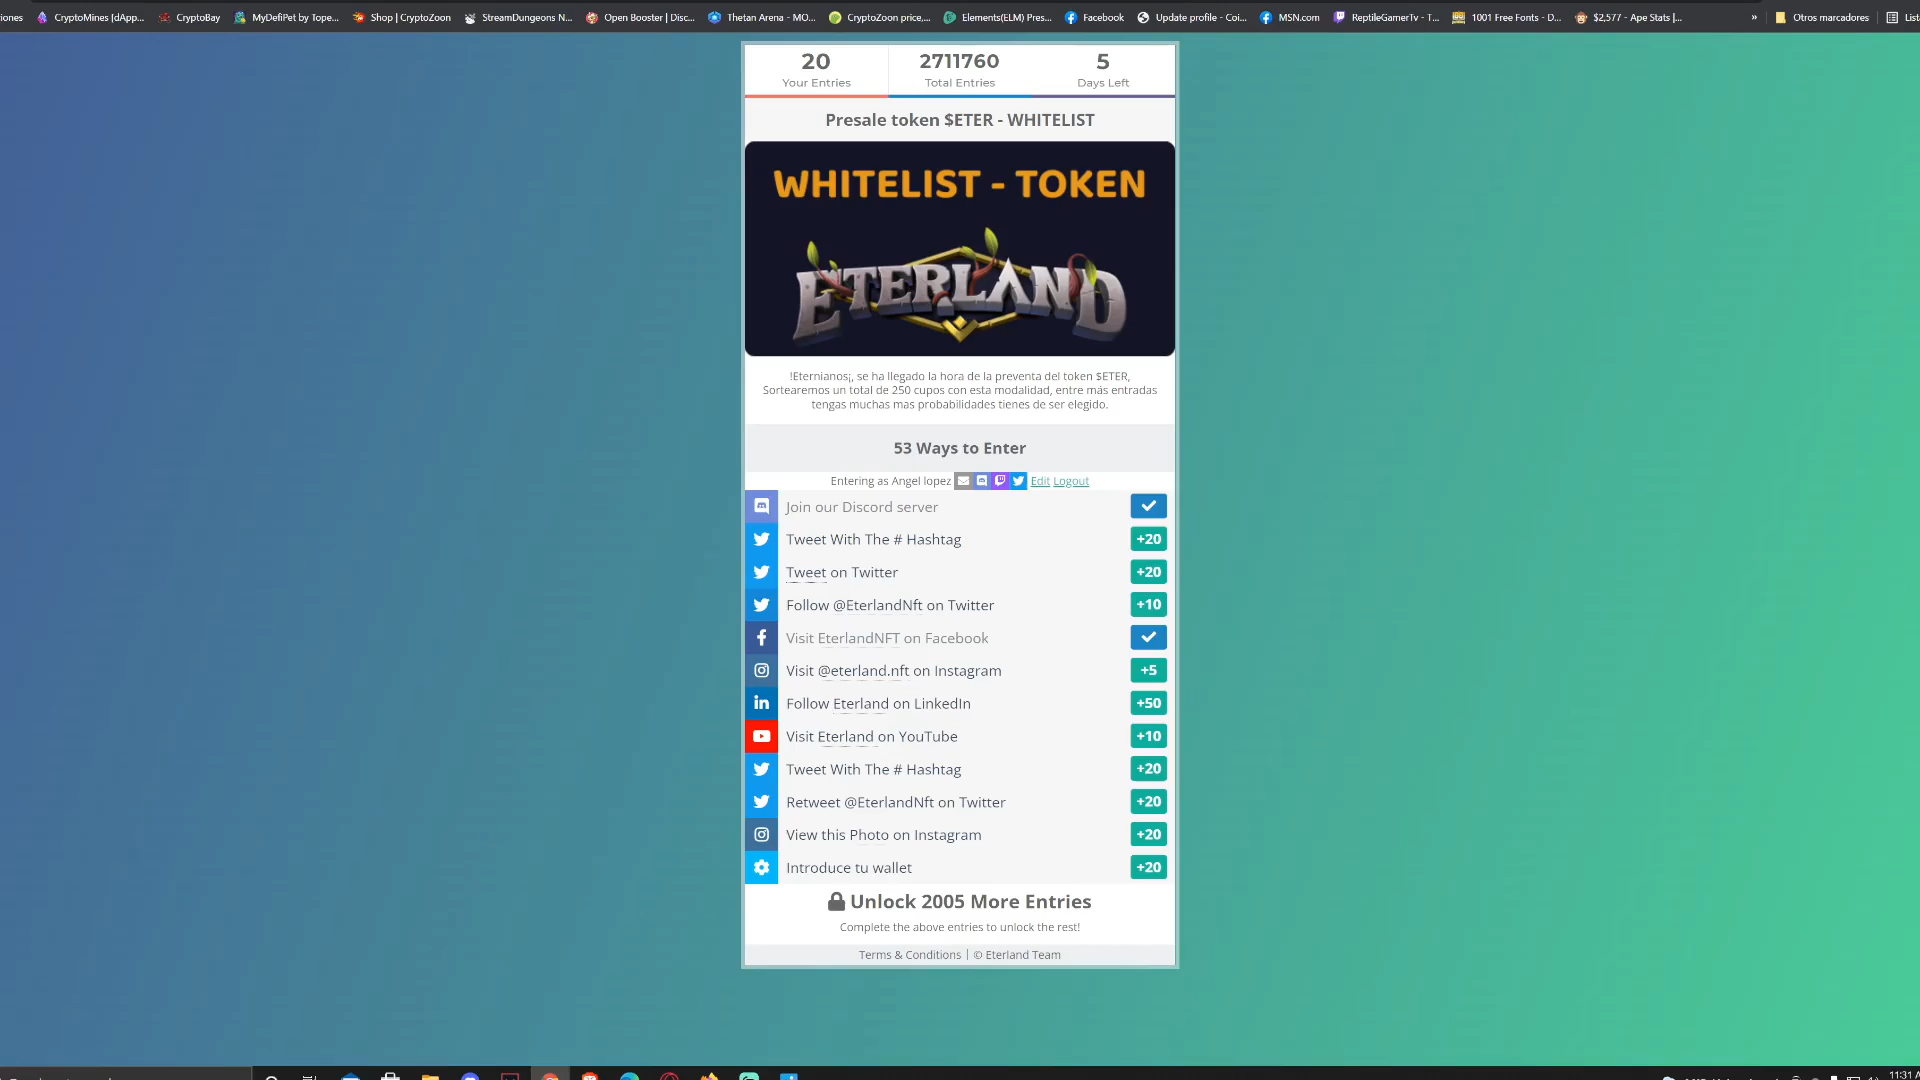 iones CryptoMines |dApp... CryptoBay MyDefiPet by Tope... Shop | CryptoZoon StreamDungeons N... Open Booster | Disc... Thetan Arena - MO... CryptoZoon price,... Elements(ELM) Pres... Facebook Update profile - Coi... MSN.com ReptileGamerTv - T... 1001 Free Fonts - D... $2,577 - Ape Stats |... » Otros marcadores List
20 2711760 5
Your Entries Total Entries Days Left
Presale token $ETER - WHITELIST
WHITELIST - TOKEN
ETERLAND
!Eternianos¡, se ha llegado la hora de la preventa del token $ETER,
Sortearemos un total de 250 cupos con esta modalidad, entre más entradas
tengas muchas mas probabilidades tienes de ser elegido.
53 Ways to Enter
Entering as Angel lopez Edit Logout
Join our Discord server
Tweet With The # Hashtag +20
Tweet on Twitter +20
Follow @EterlandNft on Twitter +10
Visit EterlandNFT on Facebook
Visit @eterland.nft on Instagram +5
Follow Eterland on LinkedIn +50
Visit Eterland on YouTube +10
Tweet With The # Hashtag +20
Retweet @EterlandNft on Twitter +20
View this Photo on Instagram +20
Introduce tu wallet +20
Unlock 2005 More Entries
Complete the above entries to unlock the rest!
Terms & Conditions | © Eterland Team
11:31 A